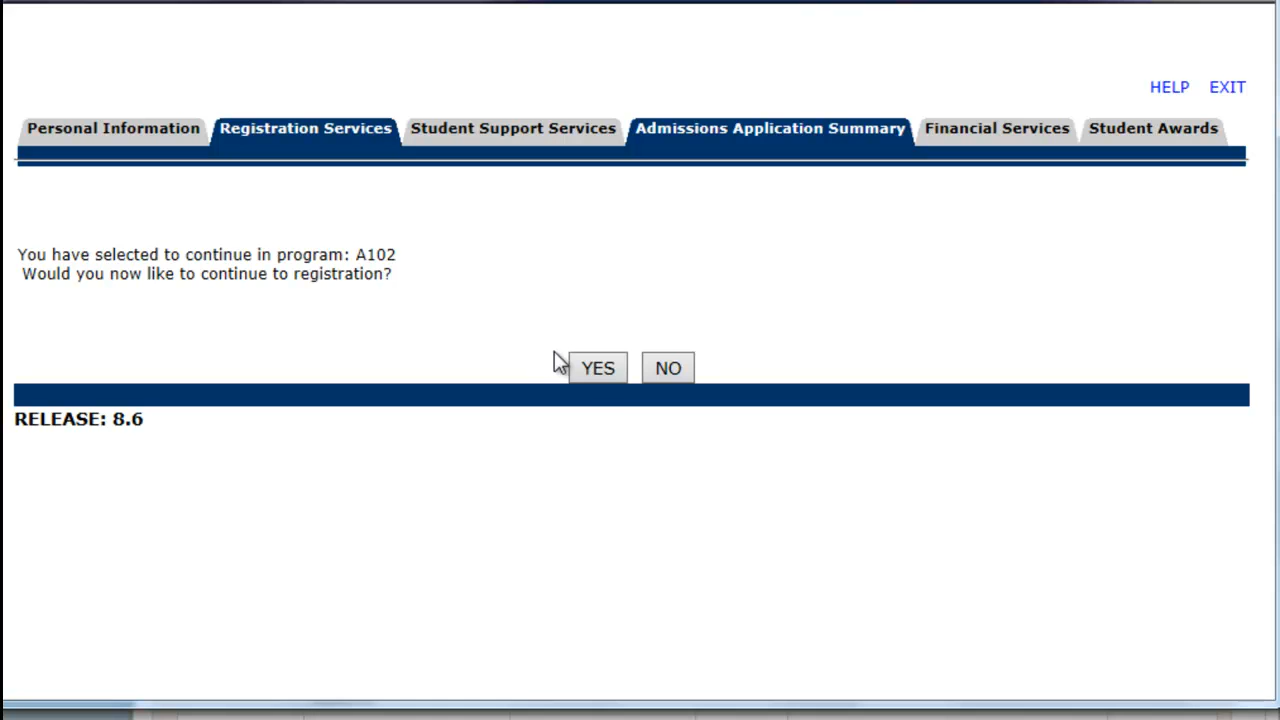 HELP EXIT
Personal Information Registration Services Student Support Services Admissions Application Summary Financial Services Student Awards
You have selected to continue in program: A102
Would you now like to continue to registration?
YES NO
RELEASE: 8.6